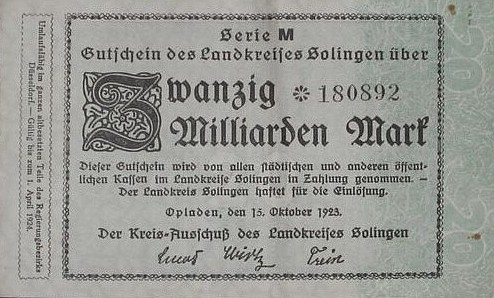 Serie M
Gutschein des Landkreises Solingen über
Zwanzig * 180892
Milliarden Mark
Dieser Gutschein wird von allen städtischen und anderen öffent-
lichen Kassen im Landkreise Solingen in Zahlung genommen. —
Der Landkreis Solingen haftet für die Einlösung.
Opladen, den 15. Oktober 1923.
Der Kreis-Ausschuß des Landkreises Solingen
Umlaufsfähig im ganzen altbesetzten Teile des Regierungsbezirks
Düsseldorf. — Gültig bis zum 1. April 1924.